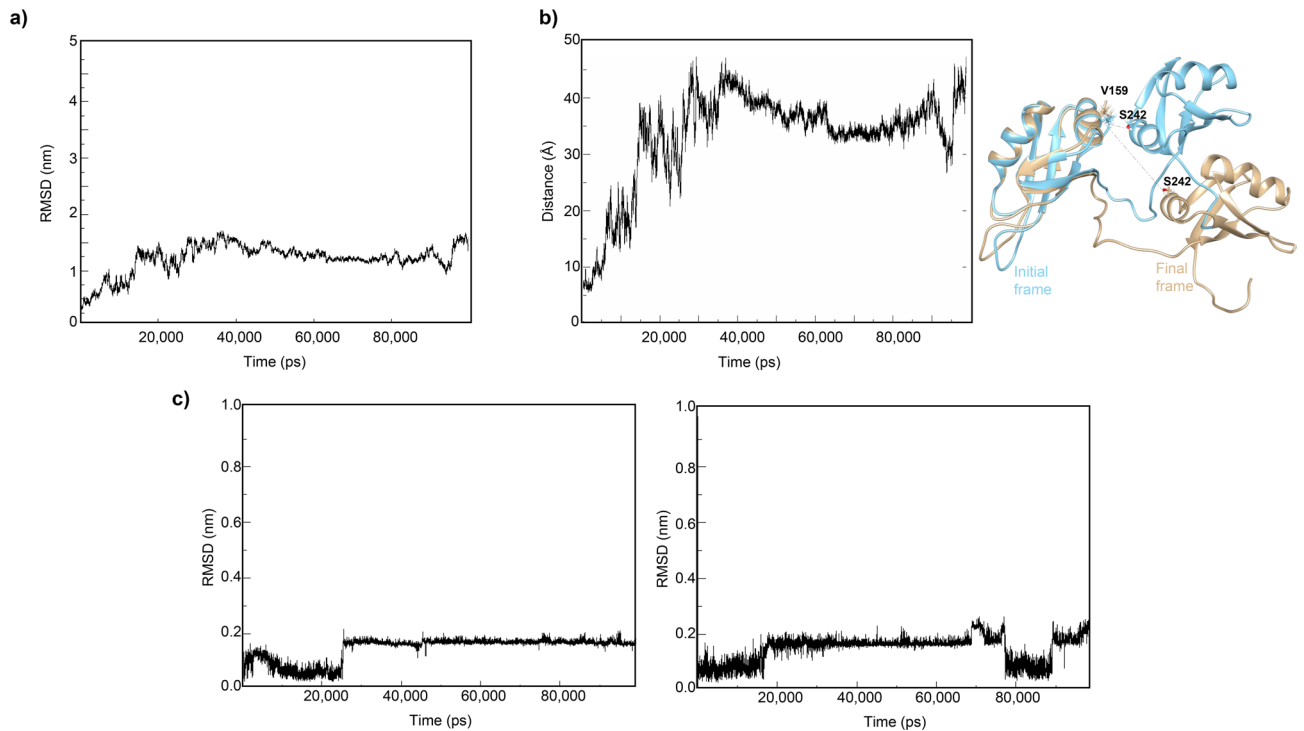 a)
5
4
3
2
1
0
RMSD (nm)
20,000 40,000 60,000 80,000
Time (ps)
b)
50
40
30
20
10
0
Distance (Å)
20,000 40,000 60,000 80,000
Time (ps)
V159
S242
S242
Initial
frame
Final
frame
c)
1.0
0.8
0.6
0.4
0.2
0.0
RMSD (nm)
20,000 40,000 60,000 80,000
Time (ps)
1.0
0.8
0.6
0.4
0.2
0.0
RMSD (nm)
20,000 40,000 60,000 80,000
Time (ps)